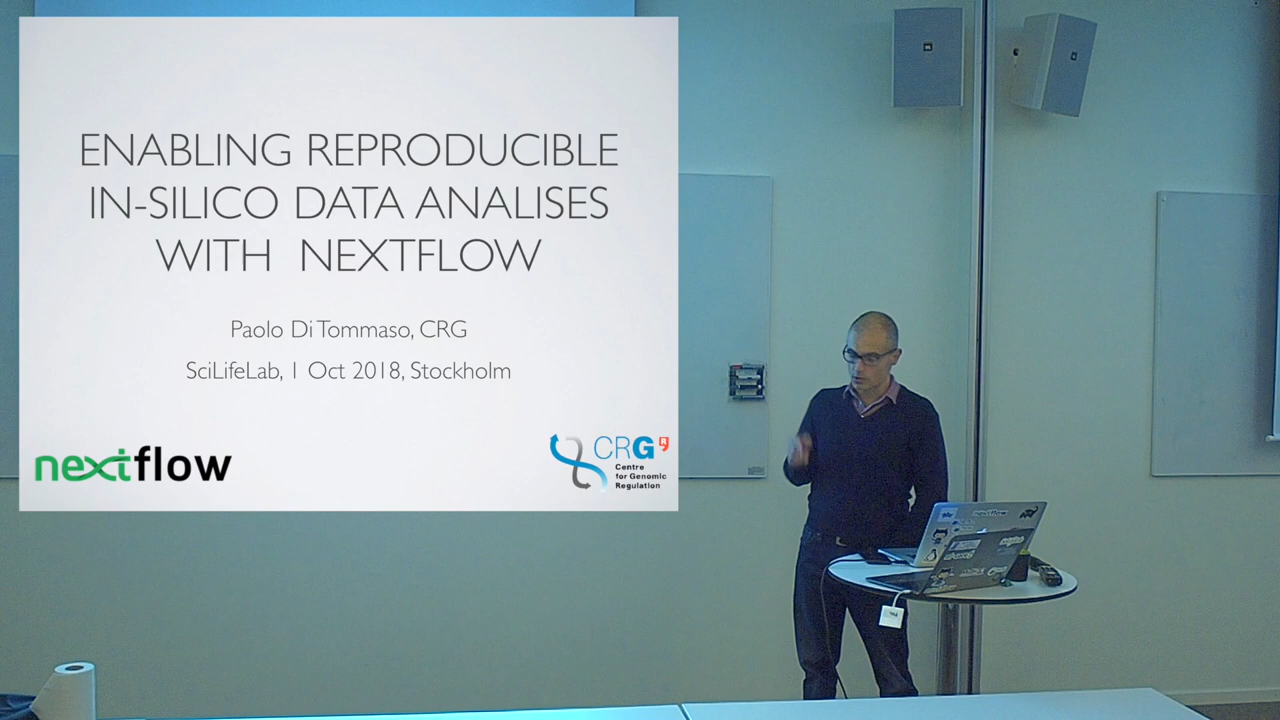 ENABLING REPRODUCIBLE
IN-SILICO DATA ANALISES
WITH NEXTFLOW
Paolo Di Tommaso, CRG
SciLifeLab, 1 Oct 2018, Stockholm
nextflow
CRG
R
Centre
for Genomic
Regulation
nextflow